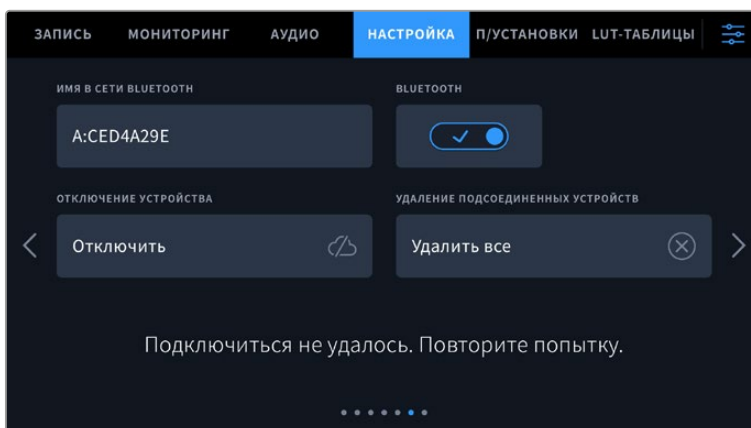 ЗАПИСЬ МОНИТОРИНГ АУДИО НАСТРОЙКА П/УСТАНОВКИ LUT-ТАБЛИЦЫ
ИМЯ В СЕТИ BLUETOOTH BLUETOOTH
A:CED4A29E
ОТКЛЮЧЕНИЕ УСТРОЙСТВА УДАЛЕНИЕ ПОДСОЕДИНЕННЫХ УСТРОЙСТВ
Отключить Удалить все
Подключиться не удалось. Повторите попытку.